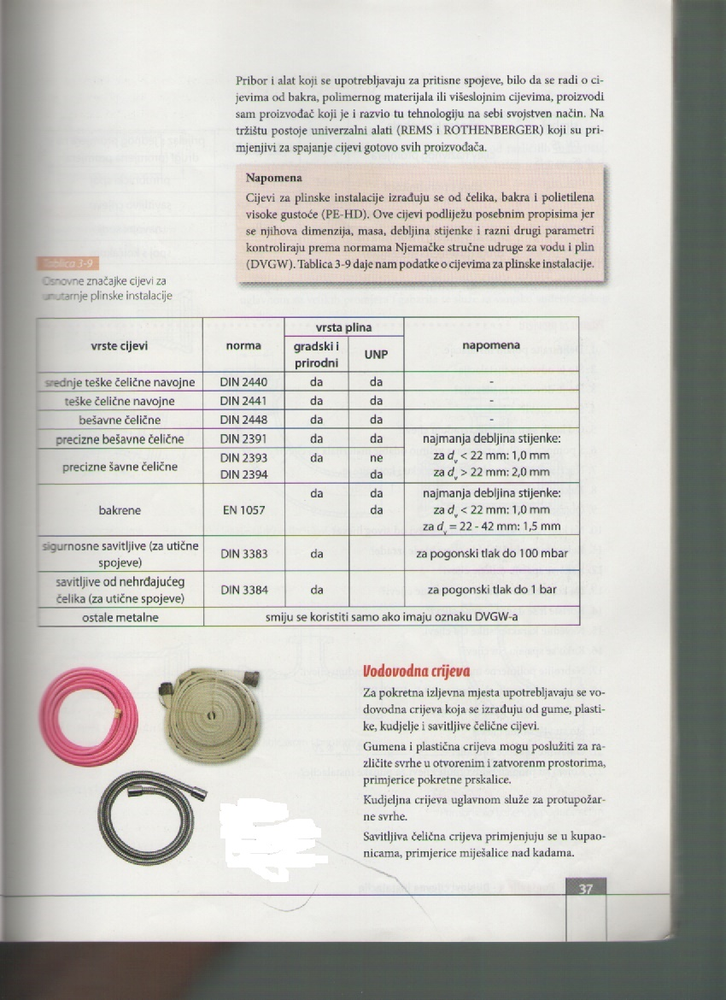 Pribor i alat koji se upotrebljavaju za pritisne spojeve, bilo da se radi o ci-
jevima od bakra, polimernog materijala ili višeslojnim cijevima, proizvodi
sam proizvođač koji je i razvio tu tehnologiju na sebi svojstven način. Na
tržištu postoje univerzalni alati (REMS i ROTHENBERGER) koji su pri-
mjenjivi za spajanje cijevi gotovo svih proizvođača.
Napomena
Cijevi za plinske instalacije izrađuju se od čelika, bakra i polietilena
visoke gustoće (PE-HD). Ove cijevi podliježu posebnim propisima jer
se njihova dimenzija, masa, debljina stijenke i razni drugi parametri
kontroliraju prema normama Njemačke stručne udruge za vodu i plin
(DVGW). Tablica 3-9 daje nam podatke o cijevima za plinske instalacije.
Tablica 3-9
Osnovne značajke cijevi za
unutarnje plinske instalacije
vrste cijevi norma vrsta plina napomena
gradski i prirodni UNP
srednje teške čelične navojne DIN 2440 da da -
teške čelične navojne DIN 2441 da da -
bešavne čelične DIN 2448 da da -
precizne bešavne čelične DIN 2391 da da najmanja debljina stijenke:
precizne šavne čelične DIN 2393 da ne za dv < 22 mm: 1,0 mm
DIN 2394 da za dv > 22 mm: 2,0 mm
bakrene EN 1057 da da najmanja debljina stijenke:
da za dv < 22 mm: 1,0 mm
za dv = 22 - 42 mm: 1,5 mm
sigurnosne savitljive (za utične
spojeve) DIN 3383 da za pogonski tlak do 100 mbar
savitljive od nehrđajućeg
čelika (za utične spojeve) DIN 3384 da za pogonski tlak do 1 bar
ostale metalne smiju se koristiti samo ako imaju oznaku DVGW-a
Vodovodna crijeva
Za pokretna izljevna mjesta upotrebljavaju se vo-
dovodna crijeva koja se izrađuju od gume, plasti-
ke, kudjelje i savitljive čelične cijevi.
Gumena i plastična crijeva mogu poslužiti za ra-
zličite svrhe u otvorenim i zatvorenm prostorima,
primjerice pokretne prskalice.
Kudjeljna crijeva uglavnom služe za protupožar-
ne svrhe.
Savitljiva čelična crijeva primjenjuju se u kupao-
nicama, primjerice miješalice nad kadama.
37